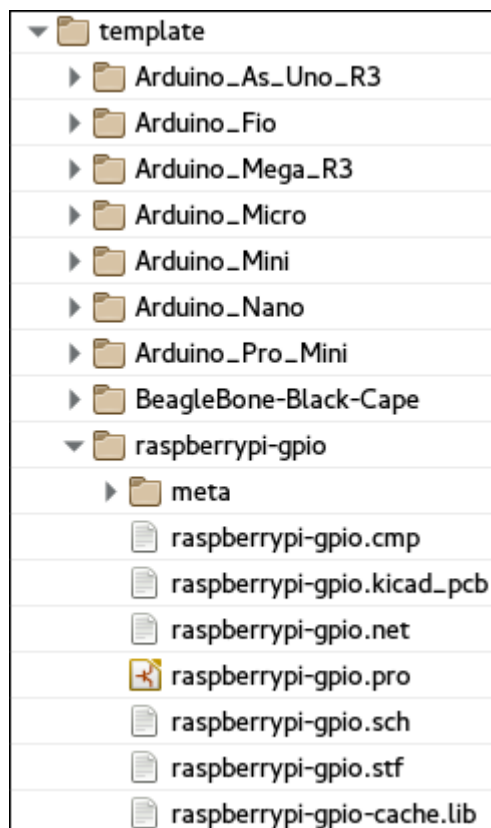 template
Arduino_As_Uno_R3
Arduino_Fio
Arduino_Mega_R3
Arduino_Micro
Arduino_Mini
Arduino_Nano
Arduino_Pro_Mini
BeagleBone-Black-Cape
raspberrypi-gpio
meta
raspberrypi-gpio.cmp
raspberrypi-gpio.kicad_pcb
raspberrypi-gpio.net
raspberrypi-gpio.pro
raspberrypi-gpio.sch
raspberrypi-gpio.stf
raspberrypi-gpio-cache.lib